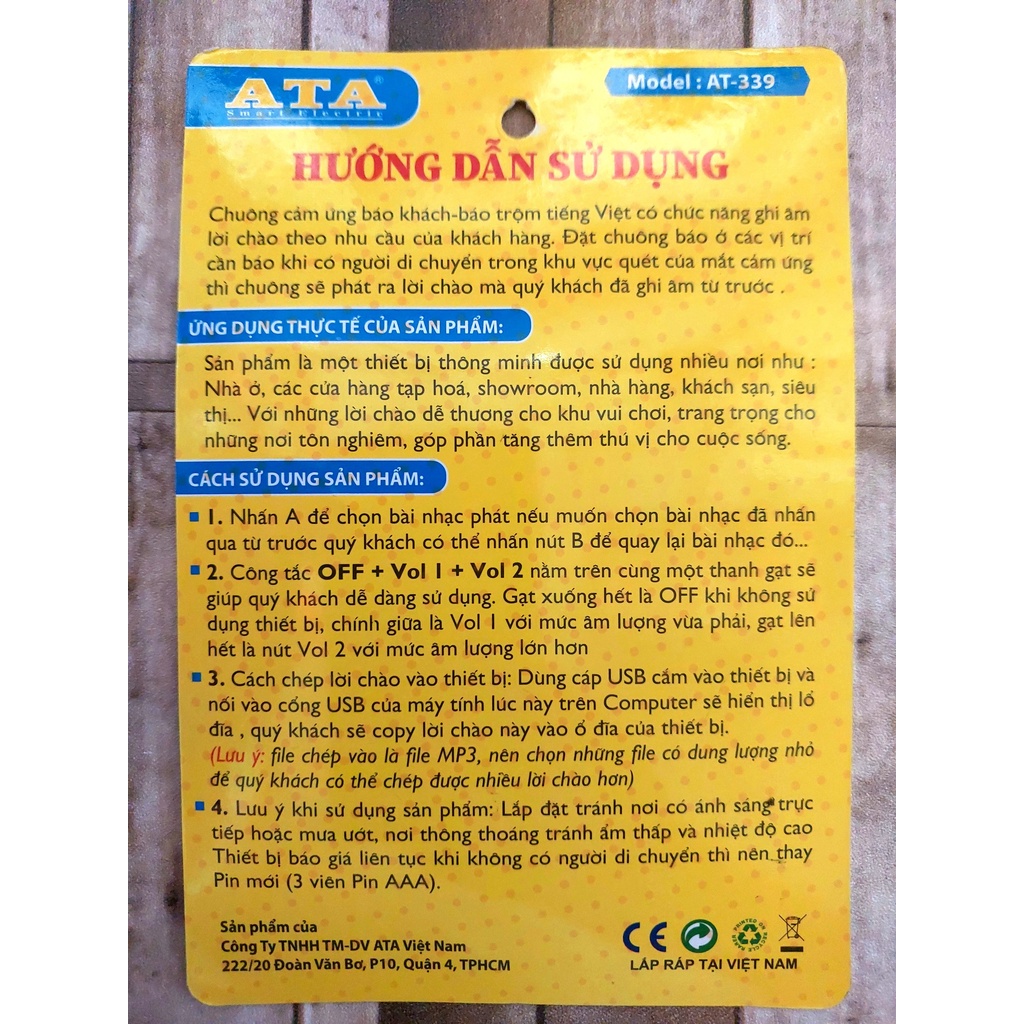 ATA®
Smart Electric
Model : AT-339
HƯỚNG DẪN SỬ DỤNG
Chuông cảm ứng báo khách-báo trộm tiếng Việt có chức năng ghi âm
lời chào theo nhu cầu của khách hàng. Đặt chuông báo ở các vị trí
cần báo khi có người di chuyển trong khu vực quét của mắt cảm ứng
thì chuông sẽ phát ra lời chào mà quý khách đã ghi âm từ trước .
ỨNG DỤNG THỰC TẾ CỦA SẢN PHẨM:
Sản phẩm là một thiết bị thông minh được sử dụng nhiều nơi như :
Nhà ở, các cửa hàng tạp hoá, showroom, nhà hàng, khách sạn, siêu
thị... Với những lời chào dễ thương cho khu vui chơi, trang trọng cho
những nơi tôn nghiêm, góp phần tăng thêm thú vị cho cuộc sống.
CÁCH SỬ DỤNG SẢN PHẨM:
1. Nhấn A để chọn bài nhạc phát nếu muốn chọn bài nhạc đã nhấn
qua từ trước quý khách có thể nhấn nút B để quay lại bài nhạc đó...
2. Công tắc OFF + Vol 1 + Vol 2 nằm trên cùng một thanh gạt sẽ
giúp quý khách dễ dàng sử dụng. Gạt xuống hết là OFF khi không sử
dụng thiết bị, chính giữa là Vol 1 với mức âm lượng vừa phải, gạt lên
hết là nút Vol 2 với mức âm lượng lớn hơn
3. Cách chép lời chào vào thiết bị: Dùng cáp USB cắm vào thiết bị và
nối vào cổng USB của máy tính lúc này trên Computer sẽ hiển thị lổ
đĩa , quý khách sẽ copy lời chào này vào ổ đĩa của thiết bị.
(Lưu ý: file chép vào là file MP3, nên chọn những file có dung lượng nhỏ
để quý khách có thể chép được nhiều lời chào hơn)
4. Lưu ý khi sử dụng sản phẩm: Lắp đặt tránh nơi có ánh sáng trực
tiếp hoặc mưa ướt, nơi thông thoáng tránh ẩm thấp và nhiệt độ cao
Thiết bị báo giá liên tục khi không có người di chuyển thì nên thay
Pin mới (3 viên Pin AAA).
Sản phẩm của
Công Ty TNHH TM-DV ATA Việt Nam
222/20 Đoàn Văn Bơ, P10, Quận 4, TPHCM
CE
PRINTED ON RECYCLED PAPER
LẮP RÁP TẠI VIỆT NAM